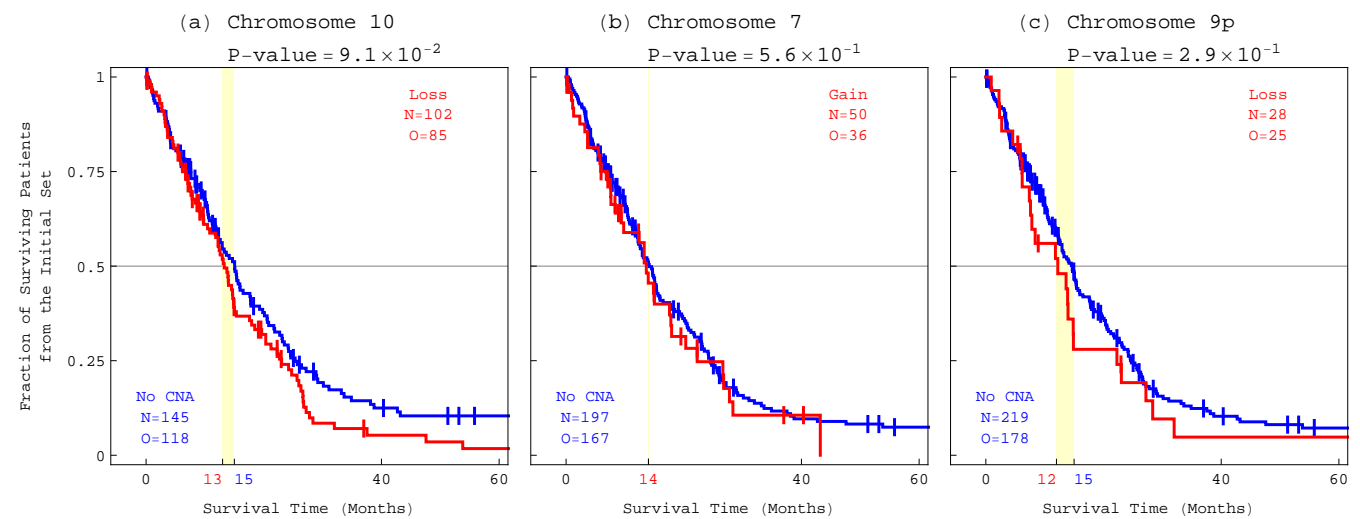 (a) Chromosome 10
P-value = 9.1 × 10⁻²
Fraction of Surviving Patients
from the Initial Set
1
0.75
0.5
0.25
0
Loss
N=102
O=85
No CNA
N=145
O=118
0 13 15 40 60
Survival Time (Months)
(b) Chromosome 7
P-value = 5.6 × 10⁻¹
Gain
N=50
O=36
No CNA
N=197
O=167
0 14 40 60
Survival Time (Months)
(c) Chromosome 9p
P-value = 2.9 × 10⁻¹
Loss
N=28
O=25
No CNA
N=219
O=178
0 12 15 40 60
Survival Time (Months)